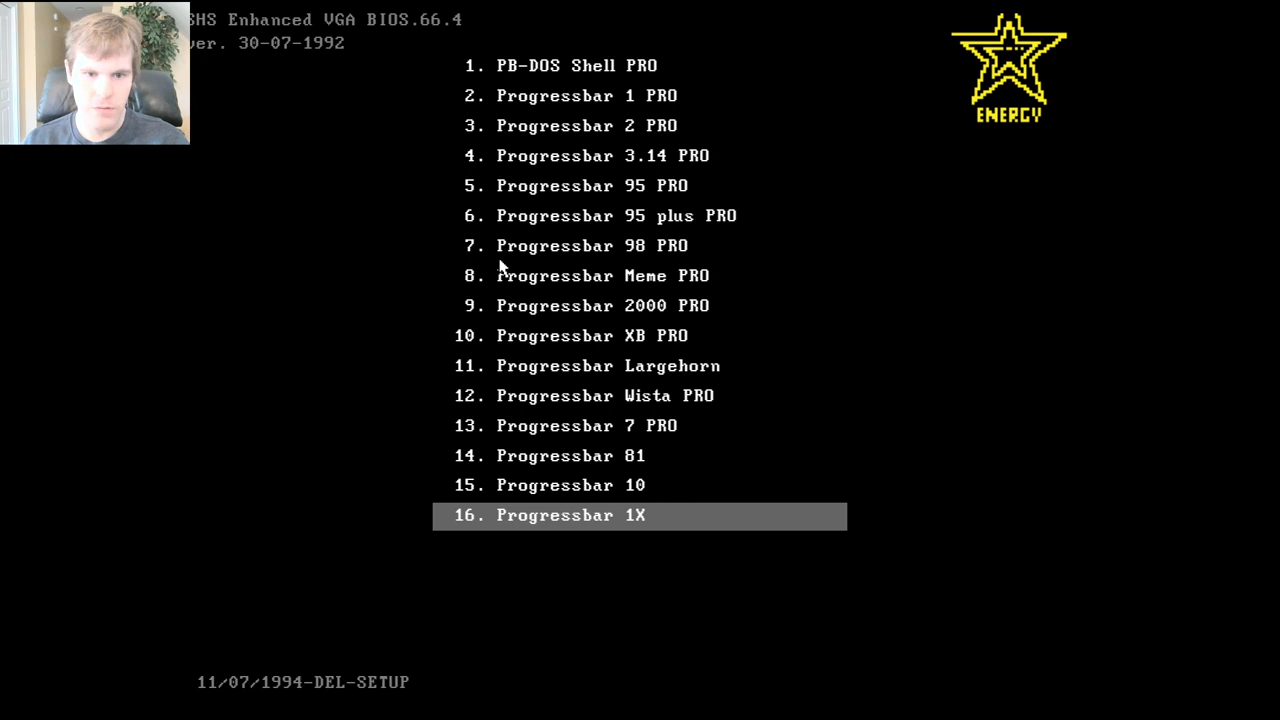 SHS Enhanced VGA BIOS.66.4
ver. 30-07-1992
1. PB-DOS Shell PRO
2. Progressbar 1 PRO
3. Progressbar 2 PRO
4. Progressbar 3.14 PRO
5. Progressbar 95 PRO
6. Progressbar 95 plus PRO
7. Progressbar 98 PRO
8. Progressbar Meme PRO
9. Progressbar 2000 PRO
10. Progressbar XB PRO
11. Progressbar Largehorn
12. Progressbar Wista PRO
13. Progressbar 7 PRO
14. Progressbar 81
15. Progressbar 10
16. Progressbar 1X
ENERGY
11/07/1994-DEL-SETUP